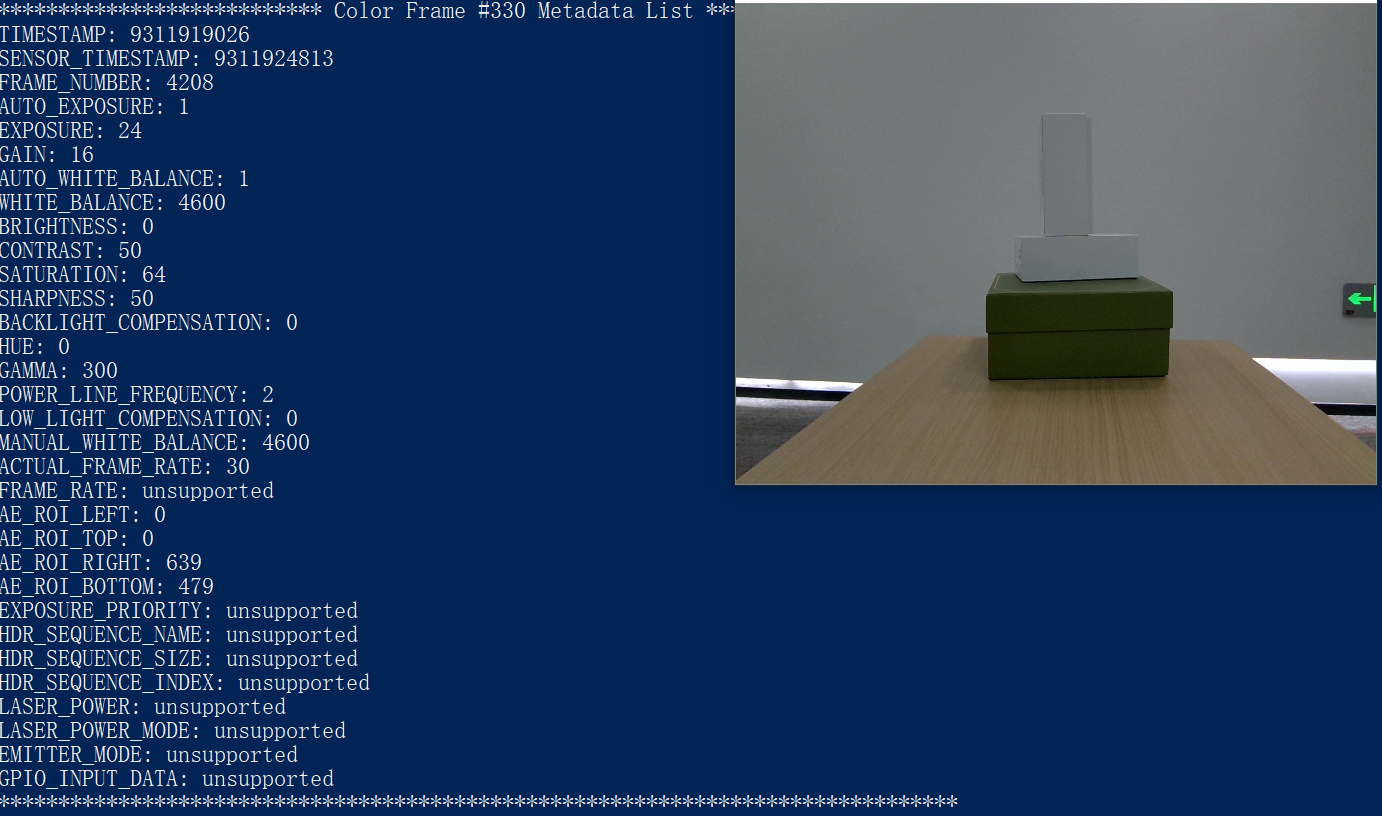 *************************** Color Frame #330 Metadata List ***
TIMESTAMP: 9311919026
SENSOR_TIMESTAMP: 9311924813
FRAME_NUMBER: 4208
AUTO_EXPOSURE: 1
EXPOSURE: 24
GAIN: 16
AUTO_WHITE_BALANCE: 1
WHITE_BALANCE: 4600
BRIGHTNESS: 0
CONTRAST: 50
SATURATION: 64
SHARPNESS: 50
BACKLIGHT_COMPENSATION: 0
HUE: 0
GAMMA: 300
POWER_LINE_FREQUENCY: 2
LOW_LIGHT_COMPENSATION: 0
MANUAL_WHITE_BALANCE: 4600
ACTUAL_FRAME_RATE: 30
FRAME_RATE: unsupported
AE_ROI_LEFT: 0
AE_ROI_TOP: 0
AE_ROI_RIGHT: 639
AE_ROI_BOTTOM: 479
EXPOSURE_PRIORITY: unsupported
HDR_SEQUENCE_NAME: unsupported
HDR_SEQUENCE_SIZE: unsupported
HDR_SEQUENCE_INDEX: unsupported
LASER_POWER: unsupported
LASER_POWER_MODE: unsupported
EMITTER_MODE: unsupported
GPIO_INPUT_DATA: unsupported
********************************************************************************